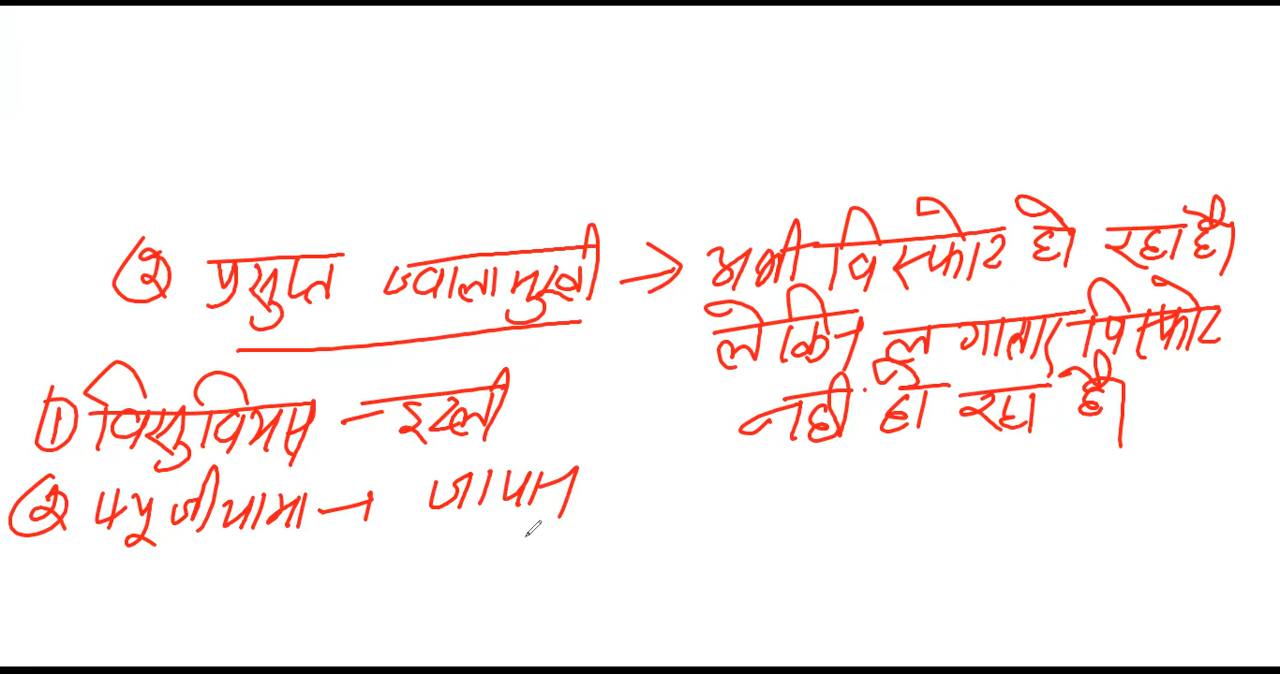 ② प्रसुप्त ज्वालामुखी → अभी विस्फोट हो रहा है।
लेकिन लगातार विस्फोट
नही हो रहा है।
① विसुवियस - इटली
② फ्यूजीयामा → जापान